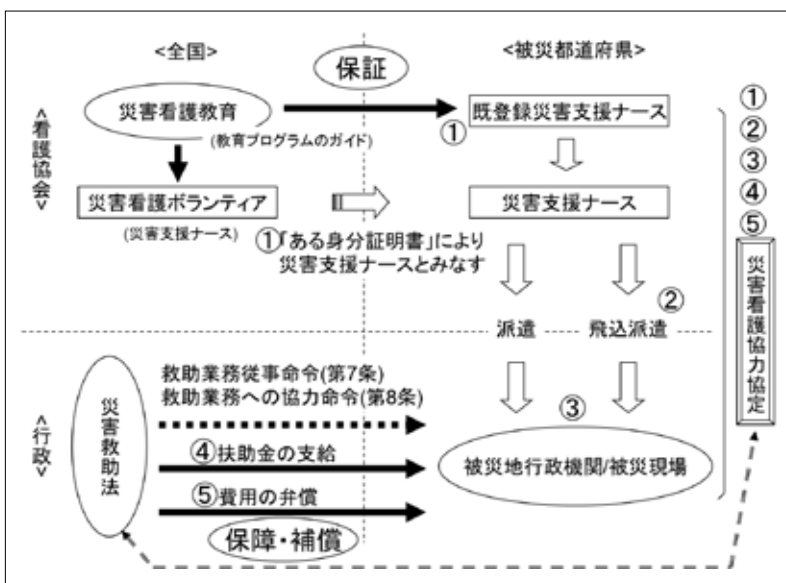 <全国>
保証
<被災都道府県>
<看護協会>
災害看護教育
(教育プログラムのガイド)
①
既登録災害支援ナース
災害看護ボランティア
(災害支援ナース)
災害支援ナース
①「ある身分証明書」により
災害支援ナースとみなす
②
派遣
飛込派遣
<行政>
災害救助法
救助業務従事命令(第7条)
救助業務への協力命令(第8条)
③
④扶助金の支給
被災地行政機関/被災現場
⑤費用の弁償
保障・補償
①
②
③
④
⑤
災害看護協力協定